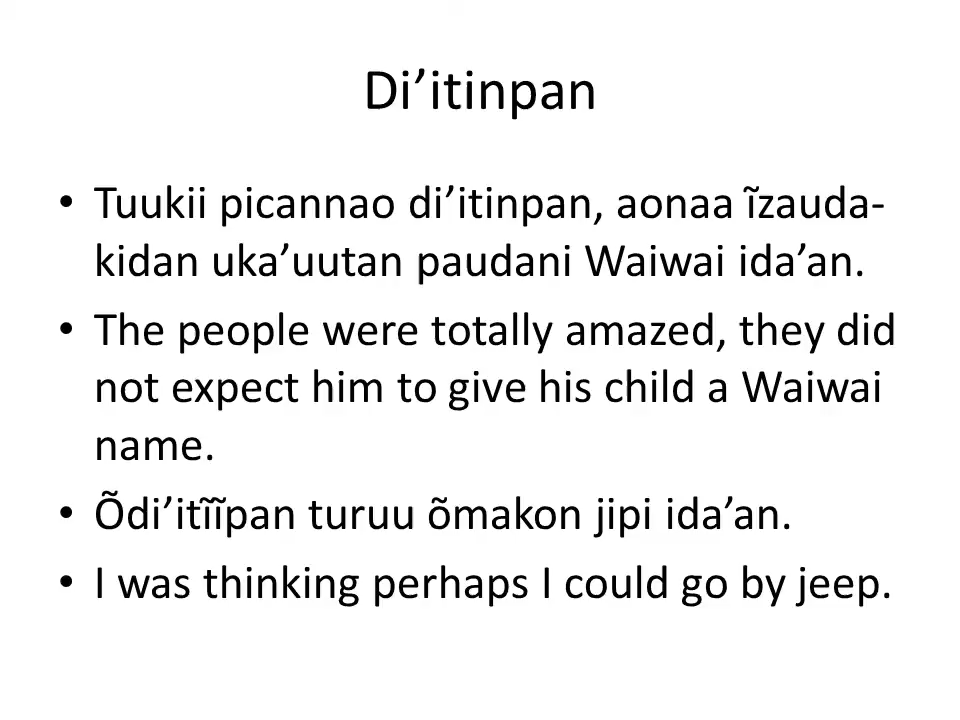 Di’itinpan
• Tuukii picannao di’itinpan, aonaa ĩzauda-
kidan uka’uutan paudani Waiwai ida’an.
• The people were totally amazed, they did
not expect him to give his child a Waiwai
name.
• Õdi’itĩĩpan turuu õmakon jipi ida’an.
• I was thinking perhaps I could go by jeep.